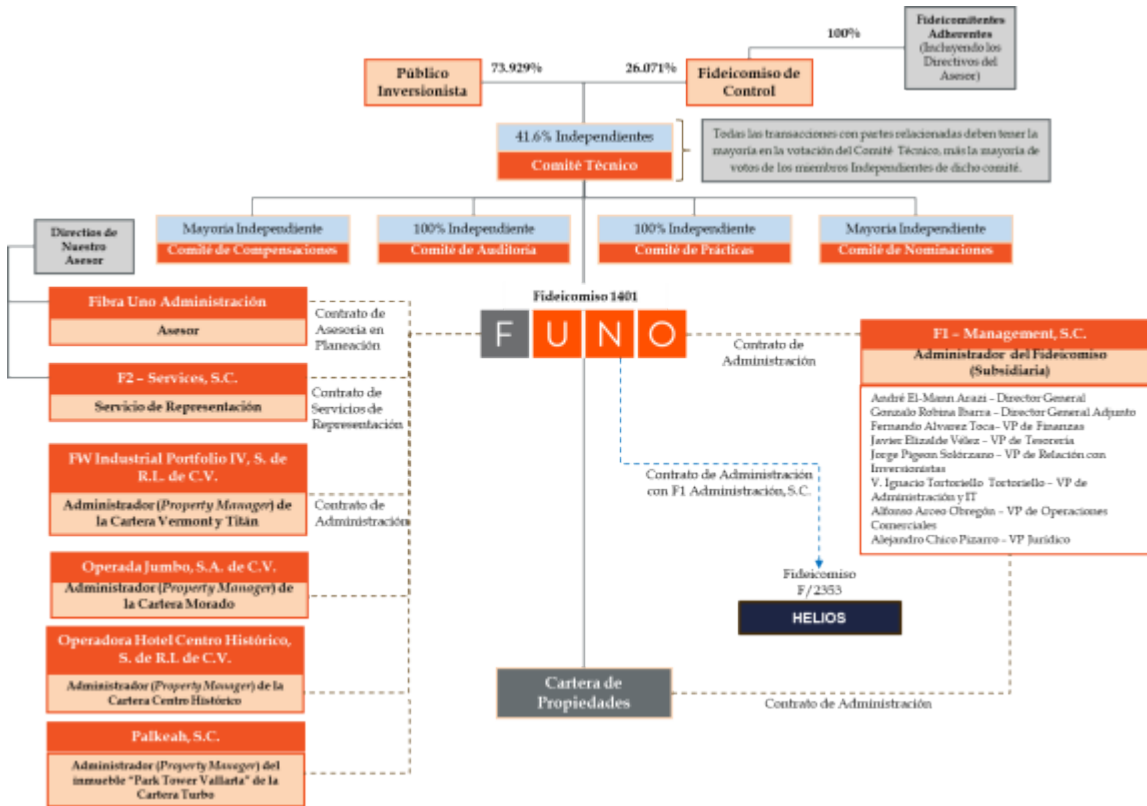 Fideicomitentes
Adherentes
(Incluyendo los
Directivos del
Asesor)
100%
Público
Inversionista
73.929%
26.071%
Fideicomiso de
Control
41.6% Independientes
Comité Técnico
Todas las transacciones con partes relacionadas deben tener la
mayoría en la votación del Comité Técnico, más la mayoría de
votos de los miembros Independientes de dicho comité.
Directios de
Nuestro
Asesor
Mayoría Independiente
Comité de Compensaciones
100% Independiente
Comité de Auditoría
100% Independiente
Comité de Prácticas
Mayoría Independiente
Comité de Nominaciones
Fibra Uno Administración
Asesor
Contrato de
Asesoría en
Planeación
Fideicomiso 1401
FUNO
Contrato de
Administración
F1 – Management, S.C.
Administrador del Fideicomiso
(Subsidiaria)
André El-Mann Arazi – Director General
Gonzalo Robina Ibarra – Director General Adjunto
Fernando Alvarez Toca– VP de Finanzas
Javier Elizalde Vélez – VP de Tesorería
Jorge Pigeon Solórzano – VP de Relación con
Inversionistas
V. Ignacio Tortoriello Tortoriello – VP de
Administración y IT
Alfonso Arceo Obregón – VP de Operaciones
Comerciales
Alejandro Chico Pizarro – VP Jurídico
F2 – Services, S.C.
Servicio de Representación
Contrato de
Servicios de
Representación
FW Industrial Portfolio IV, S. de
R.L. de C.V.
Administrador (Property Manager) de
la Cartera Vermont y Titán
Contrato de
Administración
Contrato de Administración
con F1 Administración, S.C.
Operada Jumbo, S.A. de C.V.
Administrador (Property Manager) de
la Cartera Morado
Fideicomiso
F/2353
HELIOS
Operadora Hotel Centro Histórico,
S. de R.L de C.V.
Administrador (Property Manager) de la
Cartera Centro Histórico
Cartera de
Propiedades
Contrato de Administración
Palkeah, S.C.
Administrador (Property Manager) del
inmueble "Park Tower Vallarta" de la
Cartera Turbo